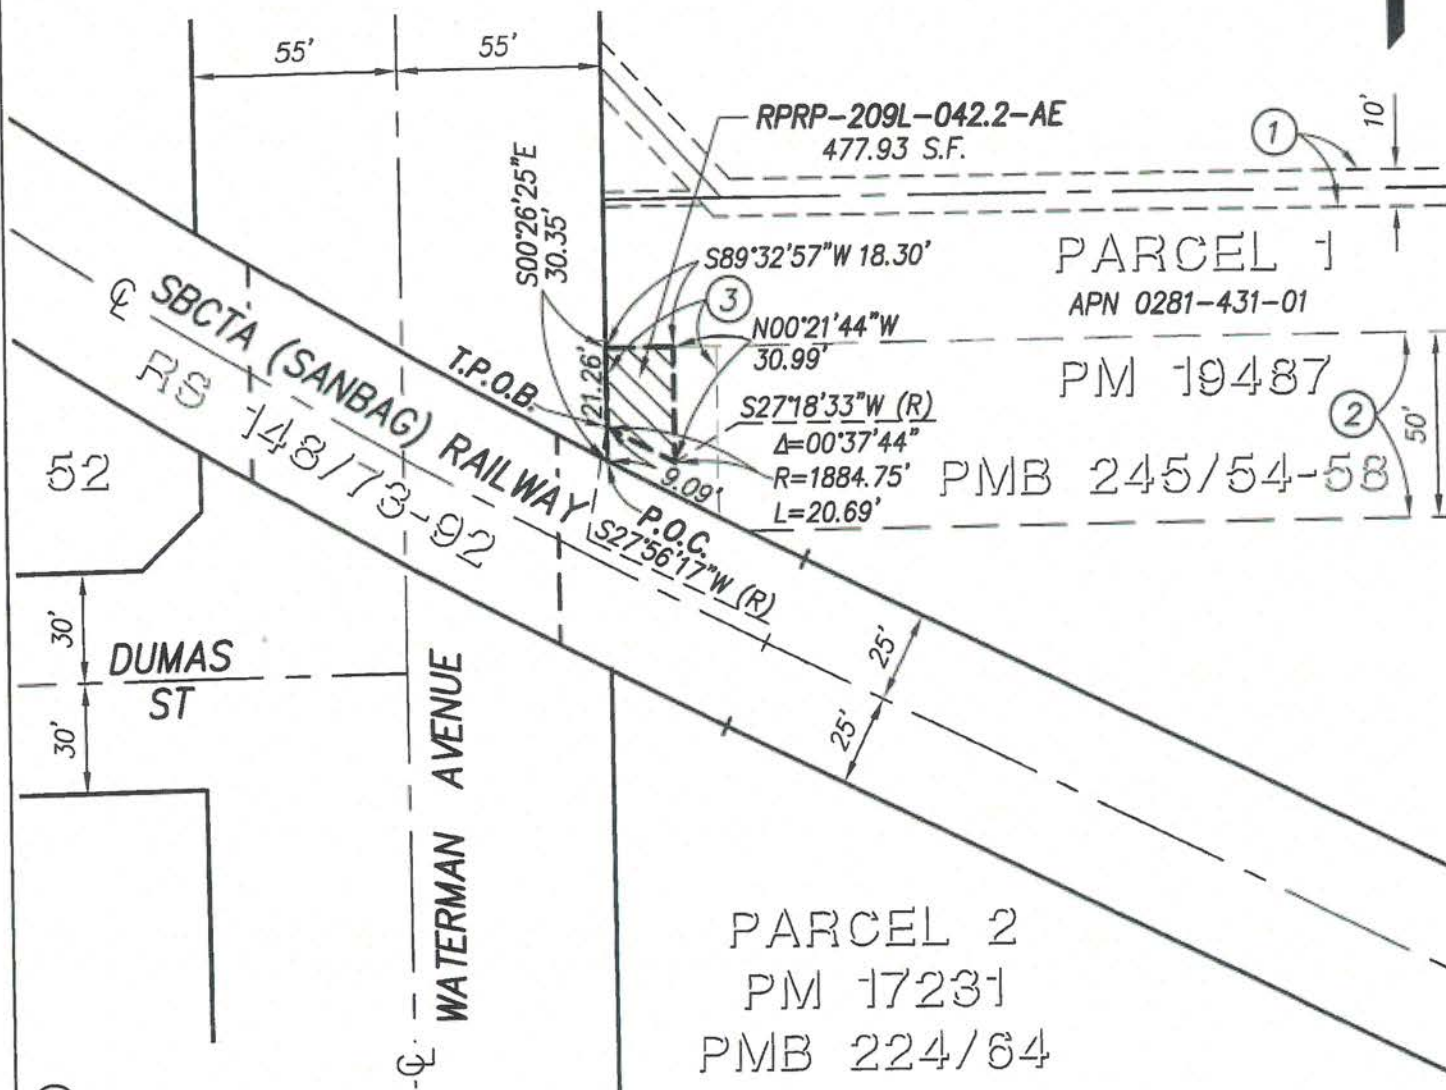 55'
55'
RPRP-209L-042.2-AE
477.93 S.F.
1
10'
S00°26'25"E
30.35'
S89°32'57"W 18.30'
PARCEL 1
APN 0281-431-01
3
N00°21'44"W
30.99'
PM 19487
2
50'
℄ SBCTA (SANBAG) RAILWAY
RS 148/73-92
T.P.O.B.
21.26'
S27°18'33"W (R)
Δ=00°37'44"
R=1884.75'
L=20.69'
PMB 245/54-58
9.09'
P.O.C.
S27°56'17"W (R)
52
30'
DUMAS
ST
30'
25'
25'
℄ WATERMAN AVENUE
PARCEL 2
PM 17231
PMB 224/64